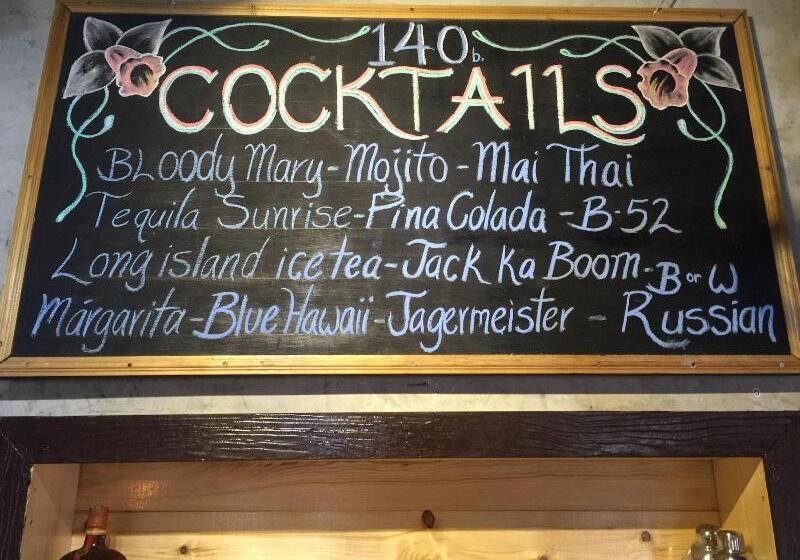 140b.
COCKTAILS
Bloody Mary-Mojito-Mai Thai
Tequila Sunrise-Pina Colada-B-52
Long island ice tea-Jack ka Boom-B or W
Margarita-Blue Hawaii-Jagermeister - Russian